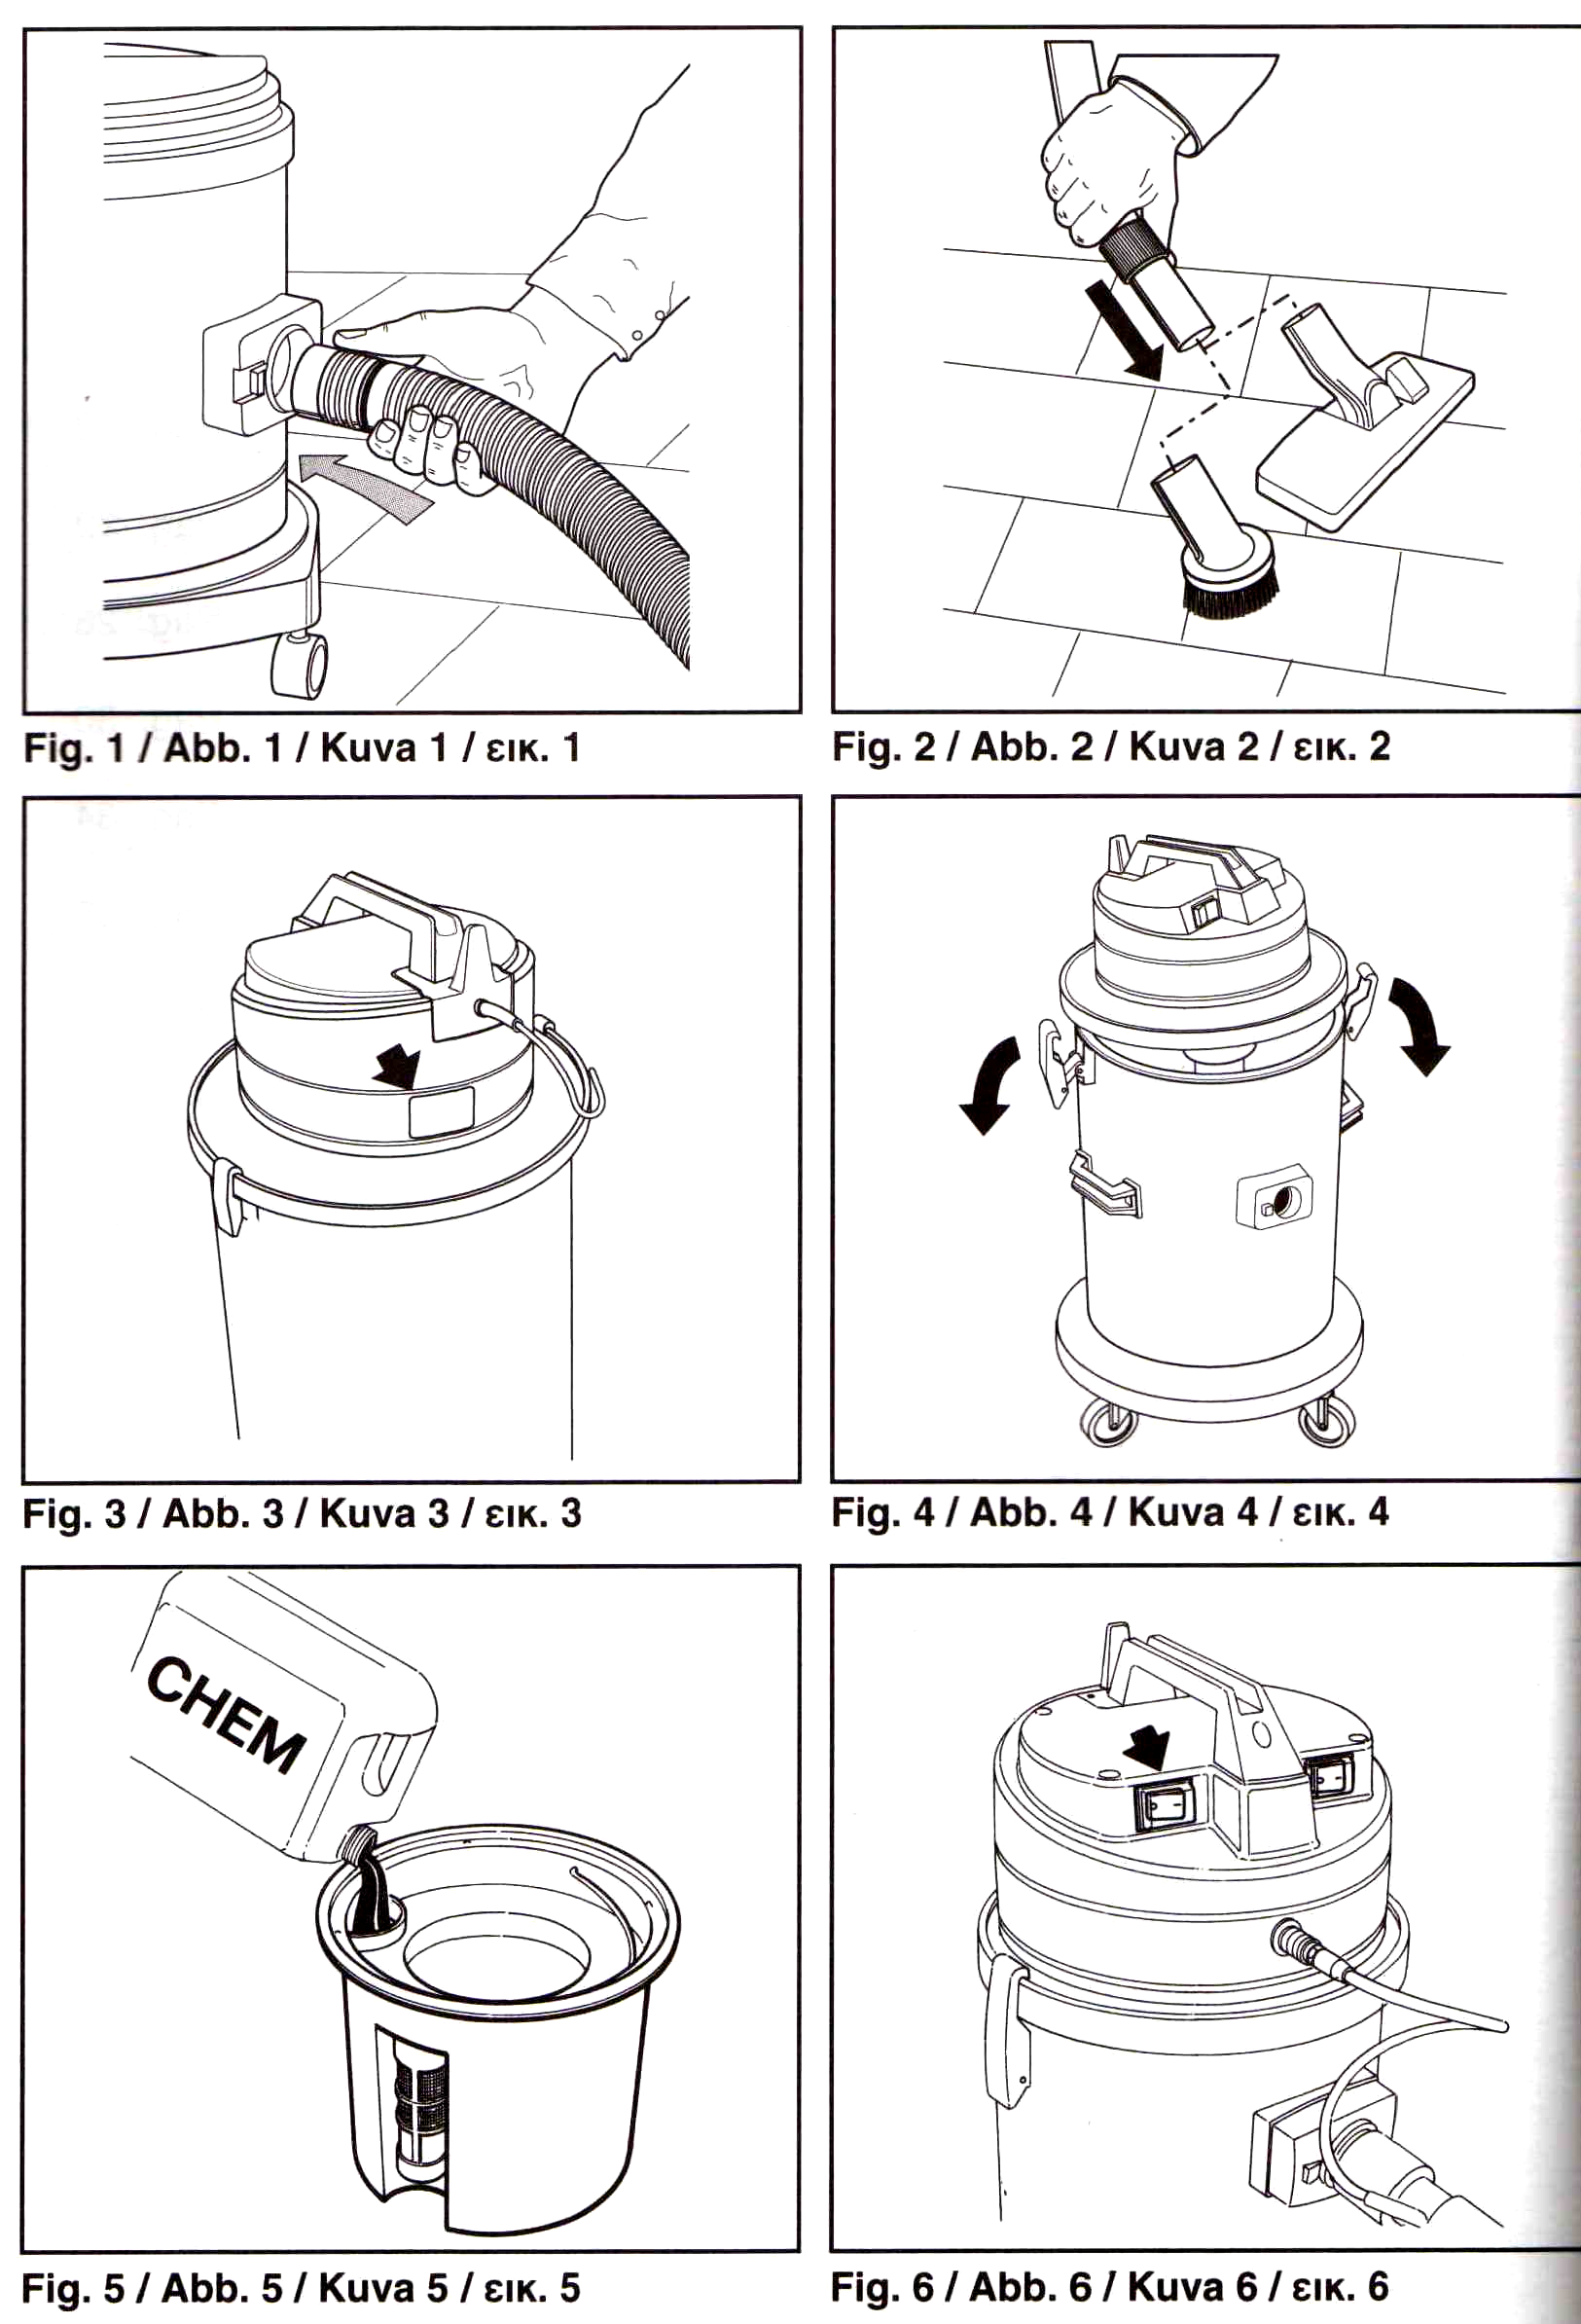 Fig. 1 / Abb. 1 / Kuva 1 / εικ. 1
Fig. 2 / Abb. 2 / Kuva 2 / εικ. 2
Fig. 3 / Abb. 3 / Kuva 3 / εικ. 3
Fig. 4 / Abb. 4 / Kuva 4 / εικ. 4
CHEM
Fig. 5 / Abb. 5 / Kuva 5 / εικ. 5
Fig. 6 / Abb. 6 / Kuva 6 / εικ. 6